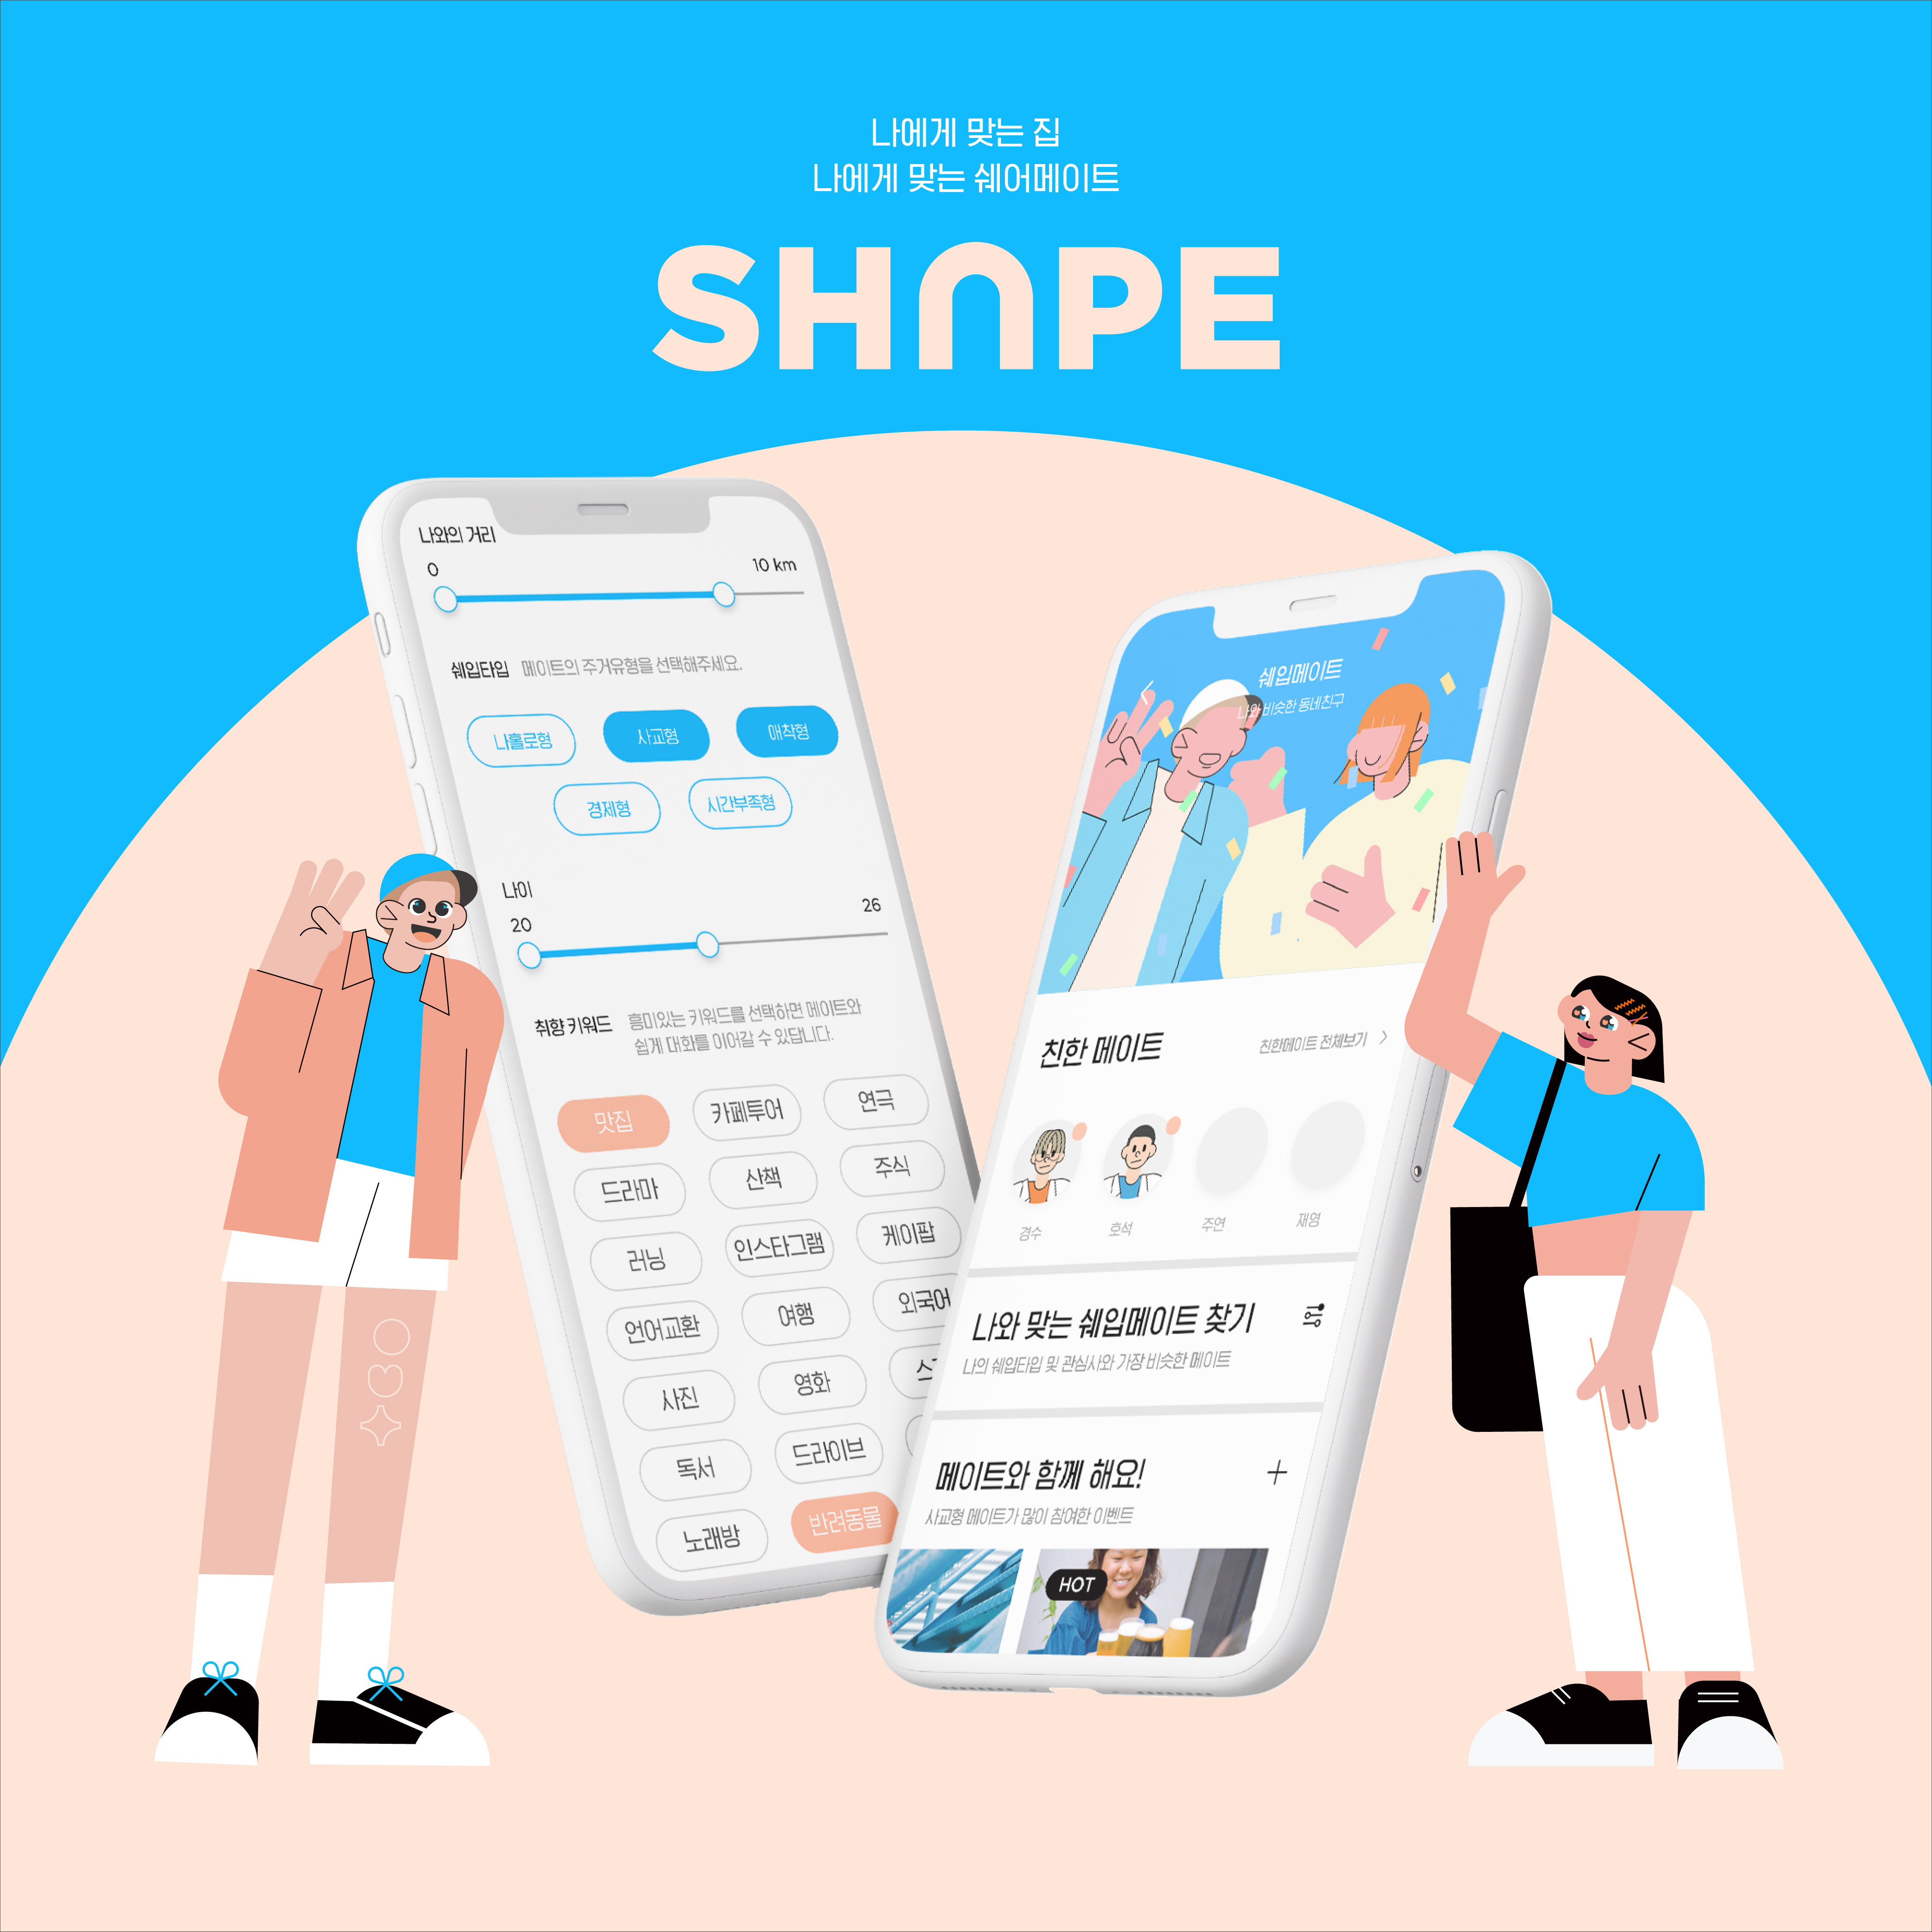 나에게 맞는 집
나에게 맞는 쉐어메이트
SHAPE
나와의 거리
0
10 km
쉐입타입 메이트의 주거유형을 선택해주세요.
나홀로형 사교형 애착형
경제형 시간부족형
나이
20
26
취향 키워드 흥미있는 키워드를 선택하면 메이트와
쉽게 대화를 이어갈 수 있답니다.
맛집 카페투어 연극
드라마 산책 주식
러닝 인스타그램 케이팝
언어교환 여행 외국어
사진 영화
독서 드라이브
노래방 반려동물
쉐입메이트
나와 비슷한 동네친구
친한 메이트 친한메이트 전체보기
경수 호석 주연 재영
나와 맞는 쉐입메이트 찾기
나의 쉐입타입 및 관심사와 가장 비슷한 메이트
메이트와 함께 해요!
사교형 메이트가 많이 참여한 이벤트
HOT